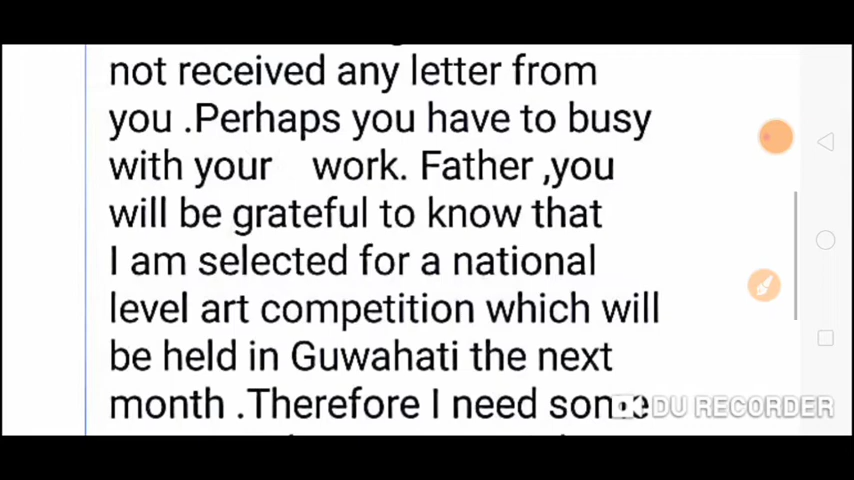 not received any letter from
you .Perhaps you have to busy
with your    work. Father ,you
will be grateful to know that
I am selected for a national
level art competition which will
be held in Guwahati the next
month .Therefore I need some
DU RECORDER